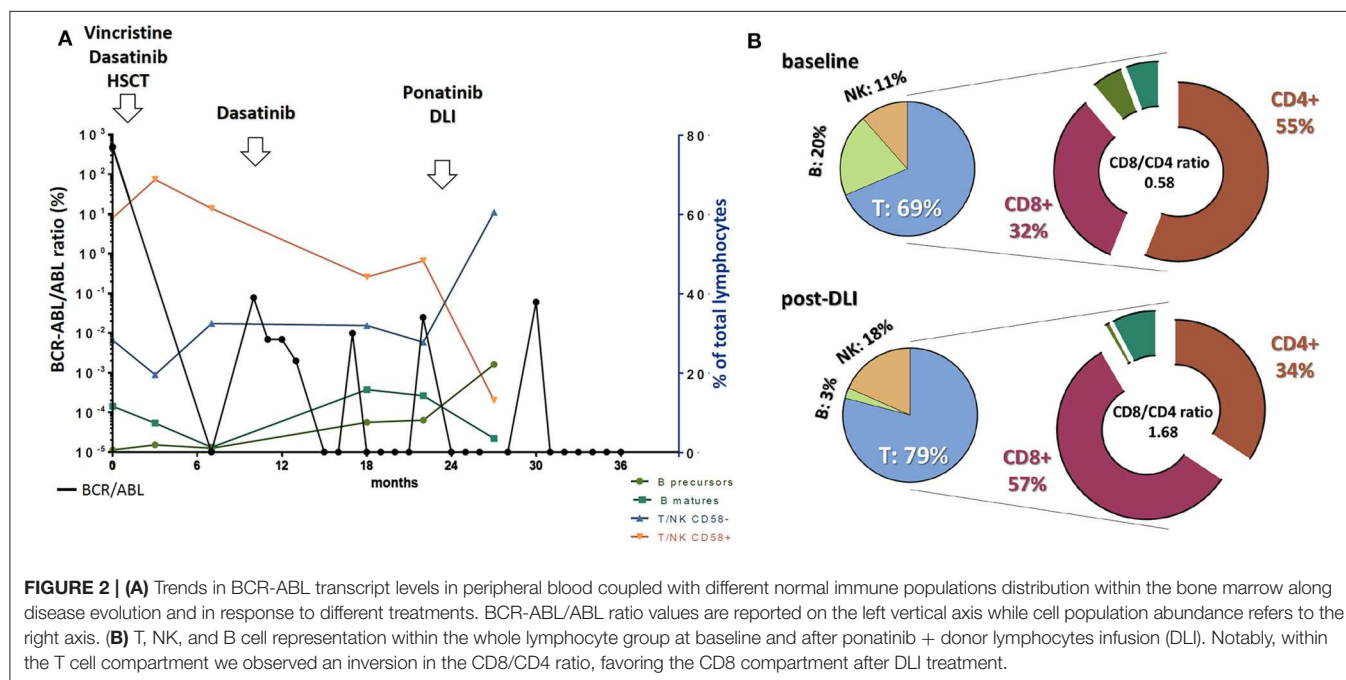 A
Vincristine
Dasatinib
HSCT
Dasatinib
Ponatinib
DLI
BCR-ABL/ABL ratio (%)
10 3
10 2
10 1
10 0
10 -1
10 -2
10 -3
10 -4
10 -5
0 6 12 18 24 30 36
months
80
60
40
20
0
% of total lymphocytes
BCR/ABL
B precursors
B matures
T/NK CD58-
T/NK CD58+
B
baseline
NK: 11%
B: 20%
T: 69%
CD4+
55%
CD8/CD4 ratio
0.58
CD8+
32%
post-DLI
NK: 18%
B: 3%
T: 79%
CD4+
34%
CD8/CD4 ratio
1.68
CD8+
57%
FIGURE 2 | (A) Trends in BCR-ABL transcript levels in peripheral blood coupled with different normal immune populations distribution within the bone marrow along
disease evolution and in response to different treatments. BCR-ABL/ABL ratio values are reported on the left vertical axis while cell population abundance refers to the
right axis. (B) T, NK, and B cell representation within the whole lymphocyte group at baseline and after ponatinib + donor lymphocytes infusion (DLI). Notably, within
the T cell compartment we observed an inversion in the CD8/CD4 ratio, favoring the CD8 compartment after DLI treatment.